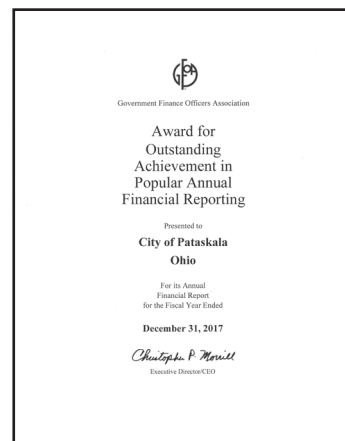 GFOA
Government Finance Officers Association
Award for
Outstanding
Achievement in
Popular Annual
Financial Reporting
Presented to
City of Pataskala
Ohio
For its Annual
Financial Report
for the Fiscal Year Ended
December 31, 2017
Christopher P. Morrill
Executive Director/CEO